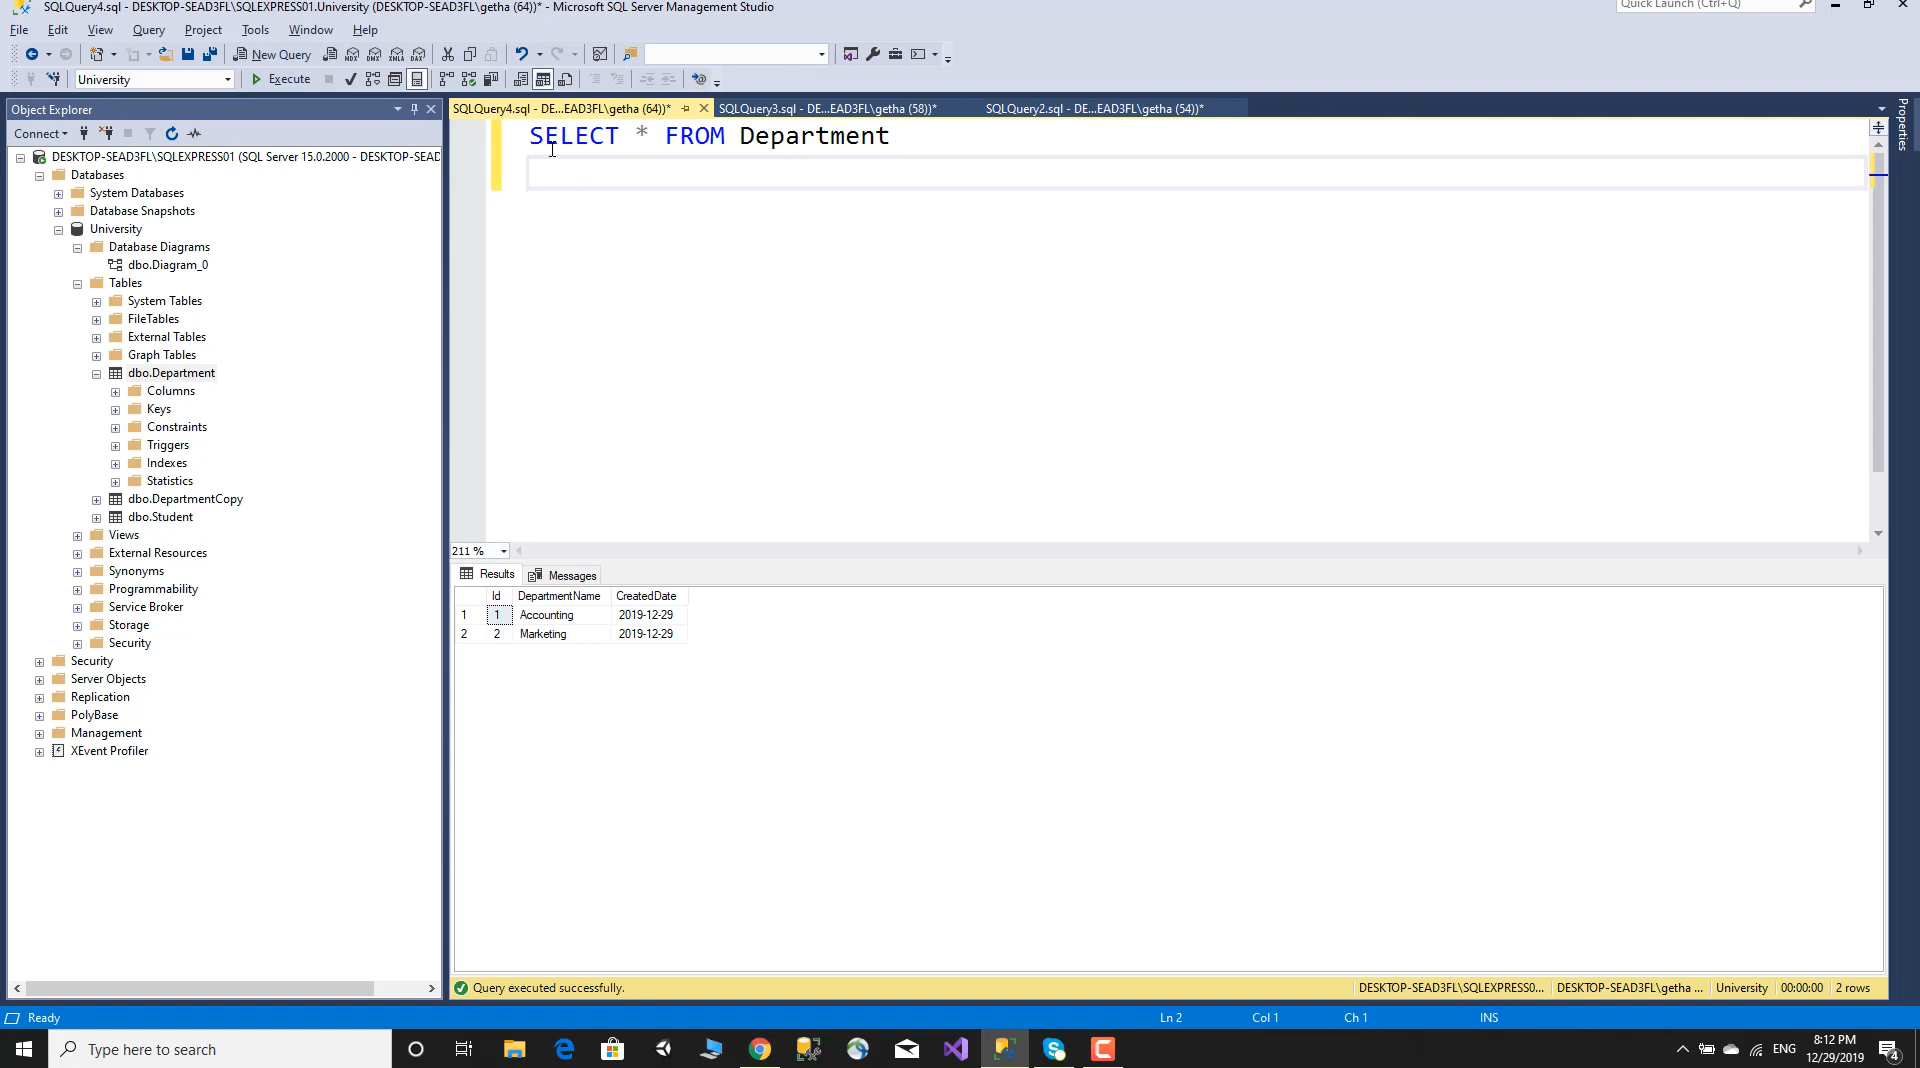 SQLQuery4.sql - DESKTOP-SEAD3FL\SQLEXPRESS01.University (DESKTOP-SEAD3FL\getha (64))* - Microsoft SQL Server Management Studio
Quick Launch (Ctrl+Q)
File Edit View Query Project Tools Window Help
New Query
University
Execute
Object Explorer
SQLQuery4.sql - DE...EAD3FL\getha (64))*
SQLQuery3.sql - DE...EAD3FL\getha (58))*
SQLQuery2.sql - DE...EAD3FL\getha (54))*
Properties
Connect
DESKTOP-SEAD3FL\SQLEXPRESS01 (SQL Server 15.0.2000 - DESKTOP-SEAD
Databases
System Databases
Database Snapshots
University
Database Diagrams
dbo.Diagram_0
Tables
System Tables
FileTables
External Tables
Graph Tables
dbo.Department
Columns
Keys
Constraints
Triggers
Indexes
Statistics
dbo.DepartmentCopy
dbo.Student
Views
External Resources
Synonyms
Programmability
Service Broker
Storage
Security
Security
Server Objects
Replication
PolyBase
Management
XEvent Profiler
SELECT * FROM Department
211 %
Results Messages
Id DepartmentName CreatedDate
1 1 Accounting 2019-12-29
2 2 Marketing 2019-12-29
Query executed successfully.
DESKTOP-SEAD3FL\SQLEXPRESS0... DESKTOP-SEAD3FL\getha ... University 00:00:00 2 rows
Ready Ln 2 Col 1 Ch 1 INS
Type here to search
ENG
8:12 PM
12/29/2019
4